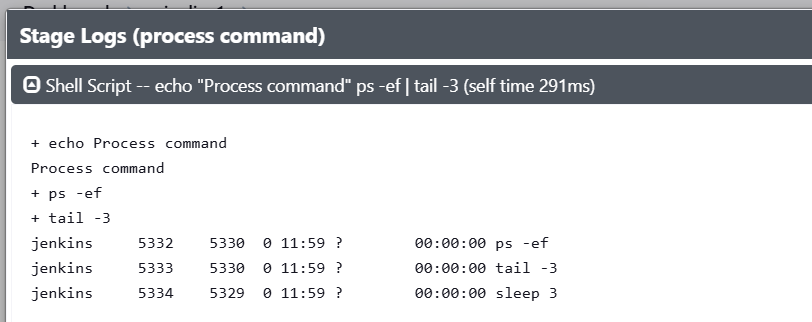 Stage Logs (process command)
Shell Script -- echo "Process command" ps -ef | tail -3 (self time 291ms)
+ echo Process command
Process command
+ ps -ef
+ tail -3
jenkins     5332    5330  0 11:59 ?        00:00:00 ps -ef
jenkins     5333    5330  0 11:59 ?        00:00:00 tail -3
jenkins     5334    5329  0 11:59 ?        00:00:00 sleep 3